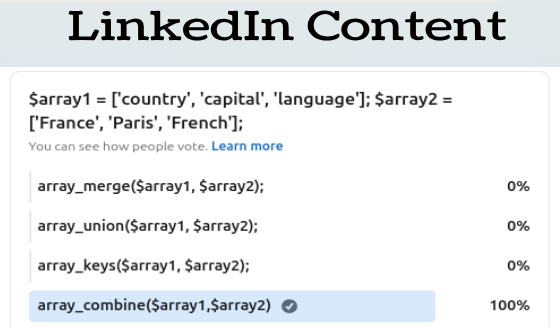 LinkedIn Content
$array1 = ['country', 'capital', 'language']; $array2 =
['France', 'Paris', 'French'];
You can see how people vote. Learn more
array_merge($array1, $array2); 0%
array_union($array1, $array2); 0%
array_keys($array1, $array2); 0%
array_combine($array1,$array2) 100%